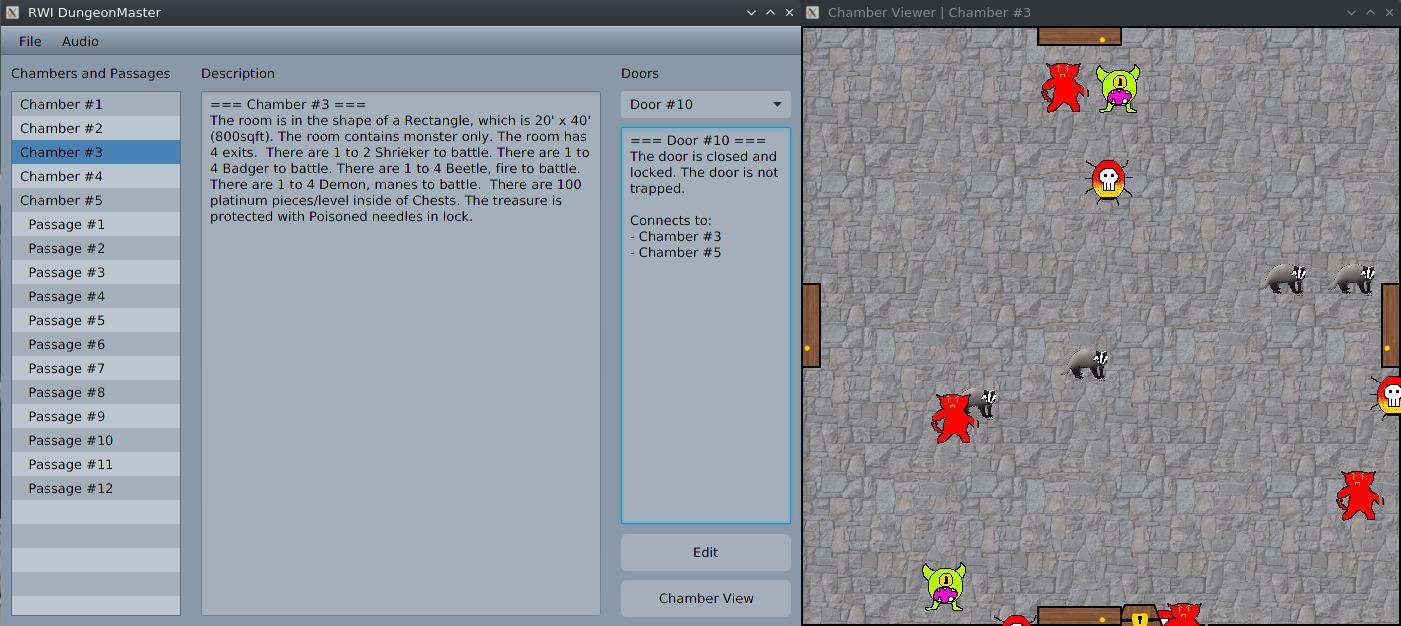 RWI DungeonMaster
Chamber Viewer | Chamber #3
File Audio
Chambers and Passages
Chamber #1
Chamber #2
Chamber #3
Chamber #4
Chamber #5
Passage #1
Passage #2
Passage #3
Passage #4
Passage #5
Passage #6
Passage #7
Passage #8
Passage #9
Passage #10
Passage #11
Passage #12
Description
=== Chamber #3 ===
The room is in the shape of a Rectangle, which is 20' x 40'
(800sqft). The room contains monster only. The room has
4 exits.  There are 1 to 2 Shrieker to battle. There are 1 to
4 Badger to battle. There are 1 to 4 Beetle, fire to battle.
There are 1 to 4 Demon, manes to battle.  There are 100
platinum pieces/level inside of Chests. The treasure is
protected with Poisoned needles in lock.
Doors
Door #10
=== Door #10 ===
The door is closed and
locked. The door is not
trapped.
Connects to:
- Chamber #3
- Chamber #5
Edit
Chamber View